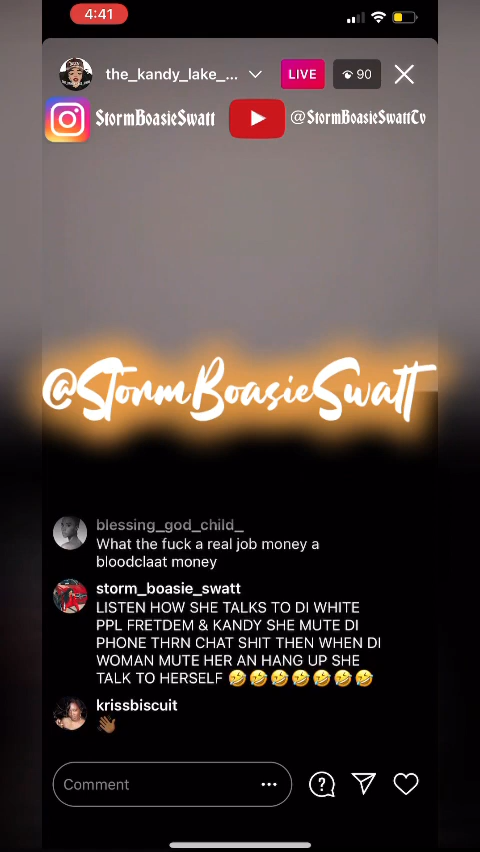 4:41
the_kandy_lake_...
LIVE
90
StormBoasieSwatt
@StormBoasieSwattTv
@StormBoasieSwatt
blessing_god_child_
What the fuck a real job money a
bloodclaat money
storm_boasie_swatt
LISTEN HOW SHE TALKS TO DI WHITE
PPL FRETDEM & KANDY SHE MUTE DI
PHONE THRN CHAT SHIT THEN WHEN DI
WOMAN MUTE HER AN HANG UP SHE
TALK TO HERSELF 🤣🤣🤣🤣🤣🤣🤣
krissbiscuit
👋🏾
Comment